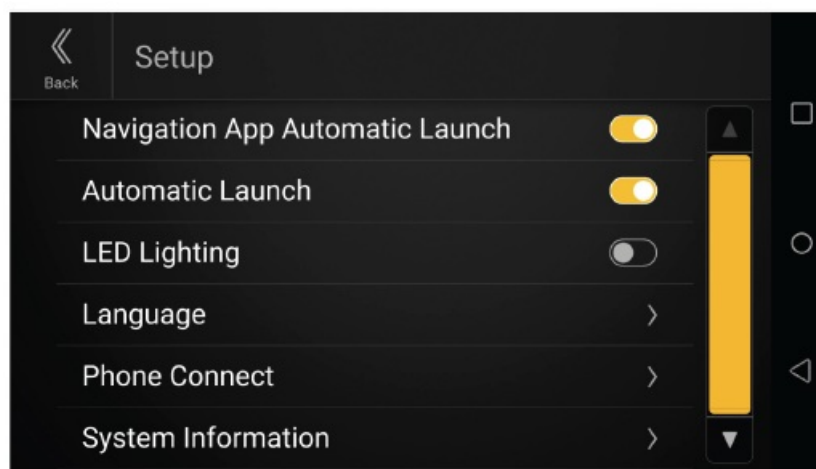 Back
Setup
Navigation App Automatic Launch
Automatic Launch
LED Lighting
Language
Phone Connect
System Information